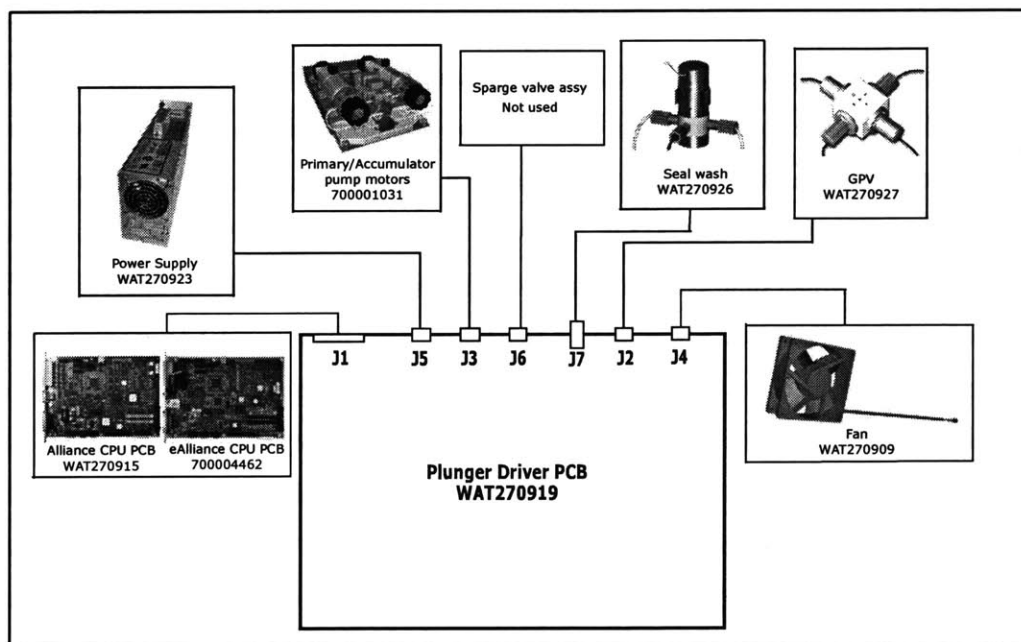 Sparge valve assy
Not used
Primary/Accumulator
pump motors
700001031
Seal wash
WAT270926
GPV
WAT270927
Power Supply
WAT270923
J1
J5
J3
J6
J7
J2
J4
Alliance CPU PCB
WAT270915
eAlliance CPU PCB
700004462
Fan
WAT270909
Plunger Driver PCB
WAT270919